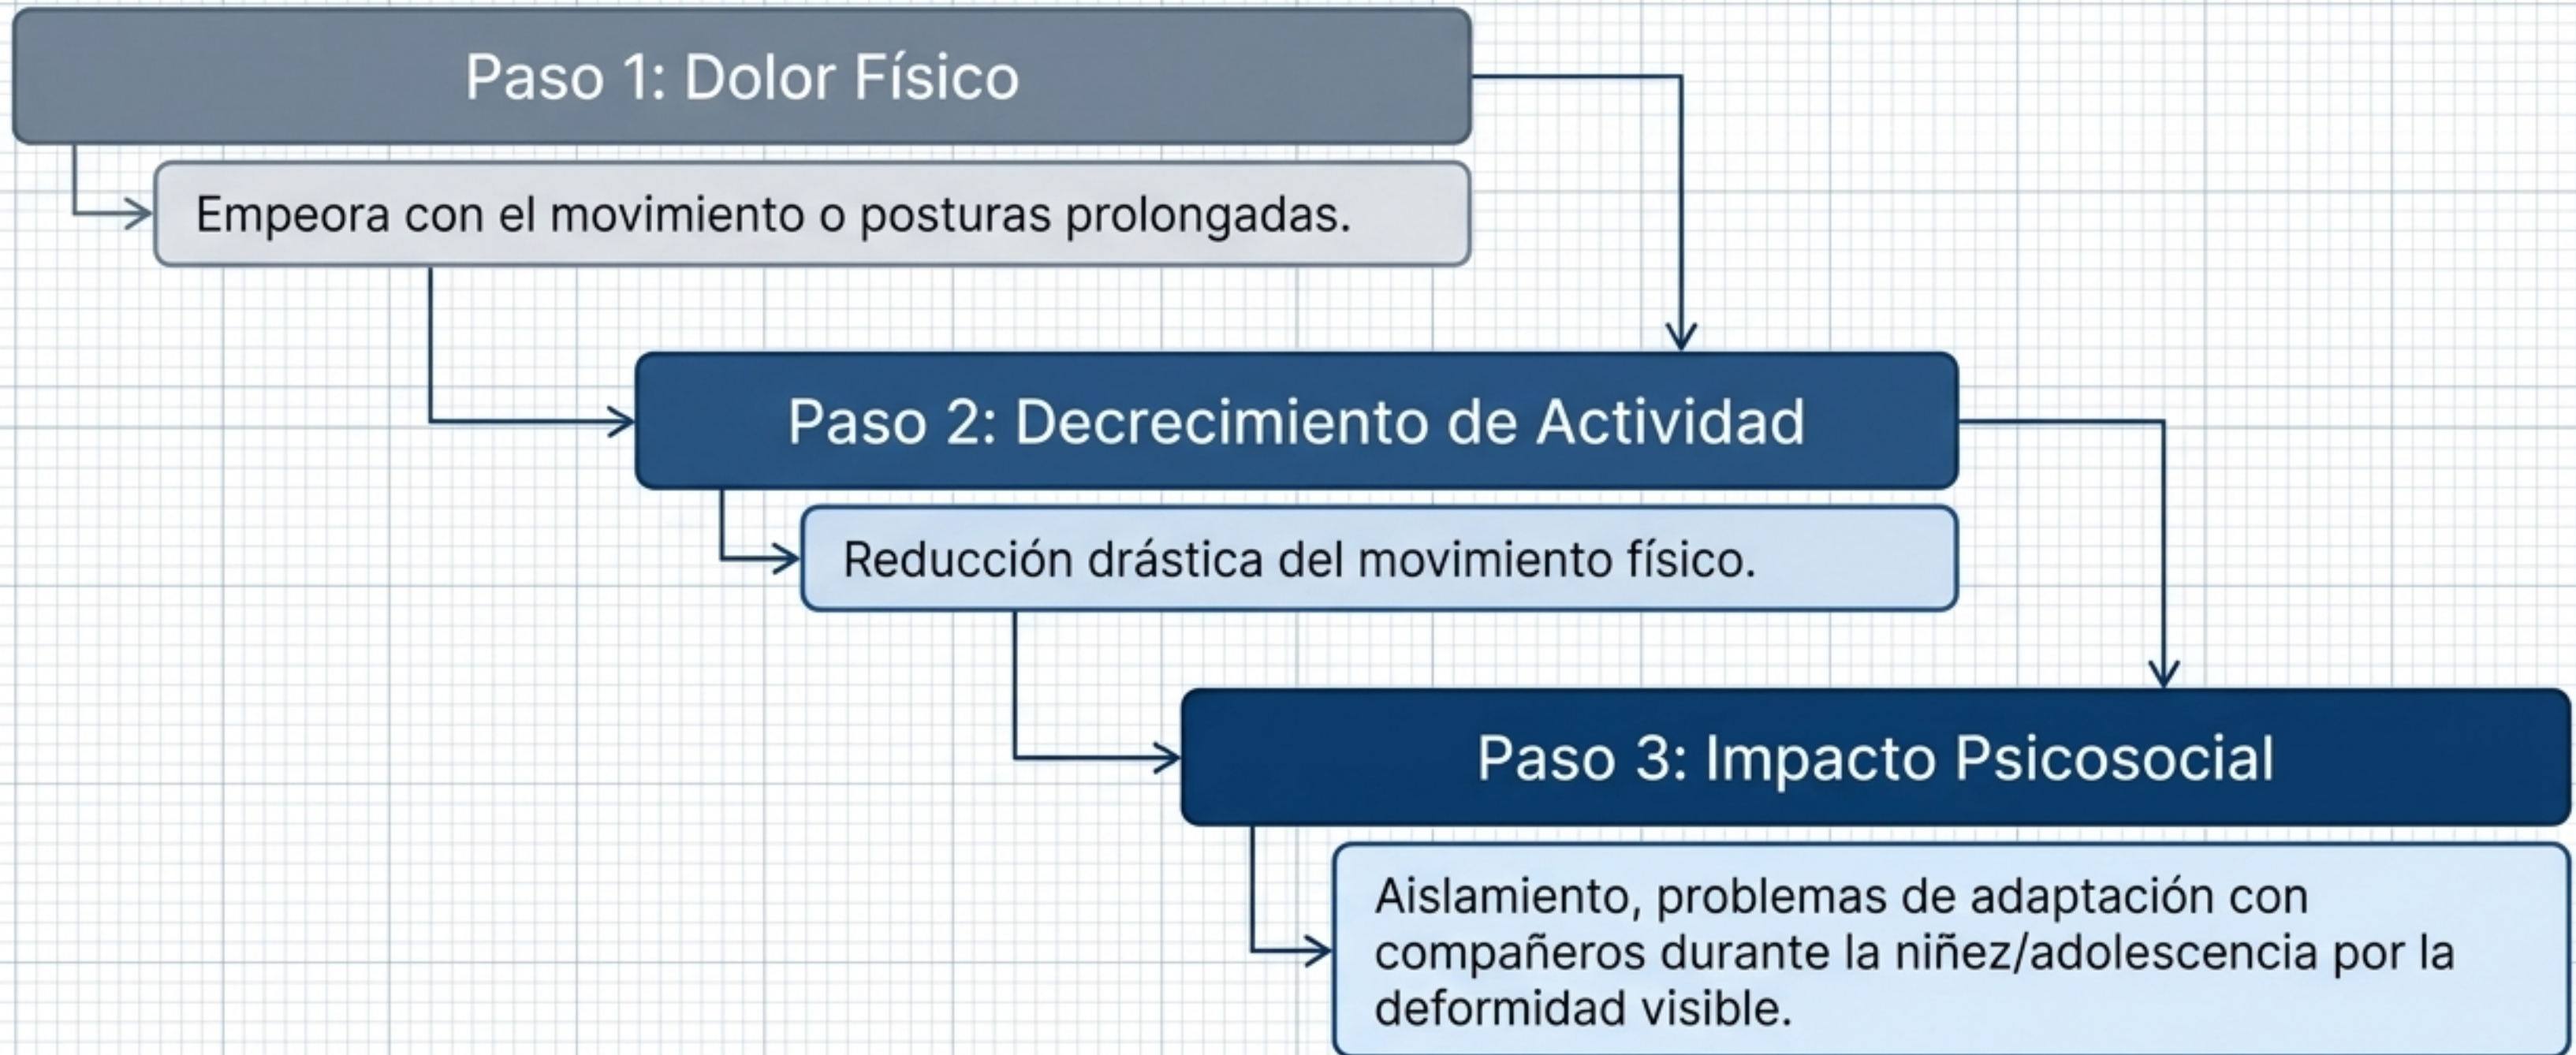 Paso 1: Dolor Físico
Empeora con el movimiento o posturas prolongadas.
Paso 2: Decrecimiento de Actividad
Reducción drástica del movimiento físico.
Paso 3: Impacto Psicosocial
Aislamiento, problemas de adaptación con
compañeros durante la niñez/adolescencia por la
deformidad visible.